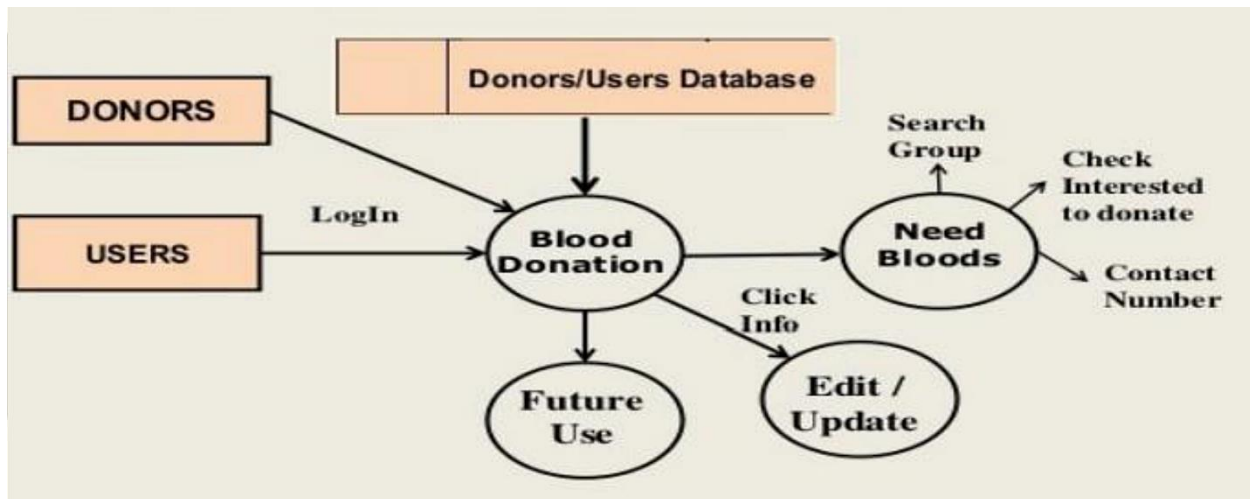 Donors/Users Database
DONORS
USERS
LogIn
Blood
Donation
Search
Group
Check
Interested
to donate
Need
Bloods
Contact
Number
Click
Info
Future
Use
Edit /
Update